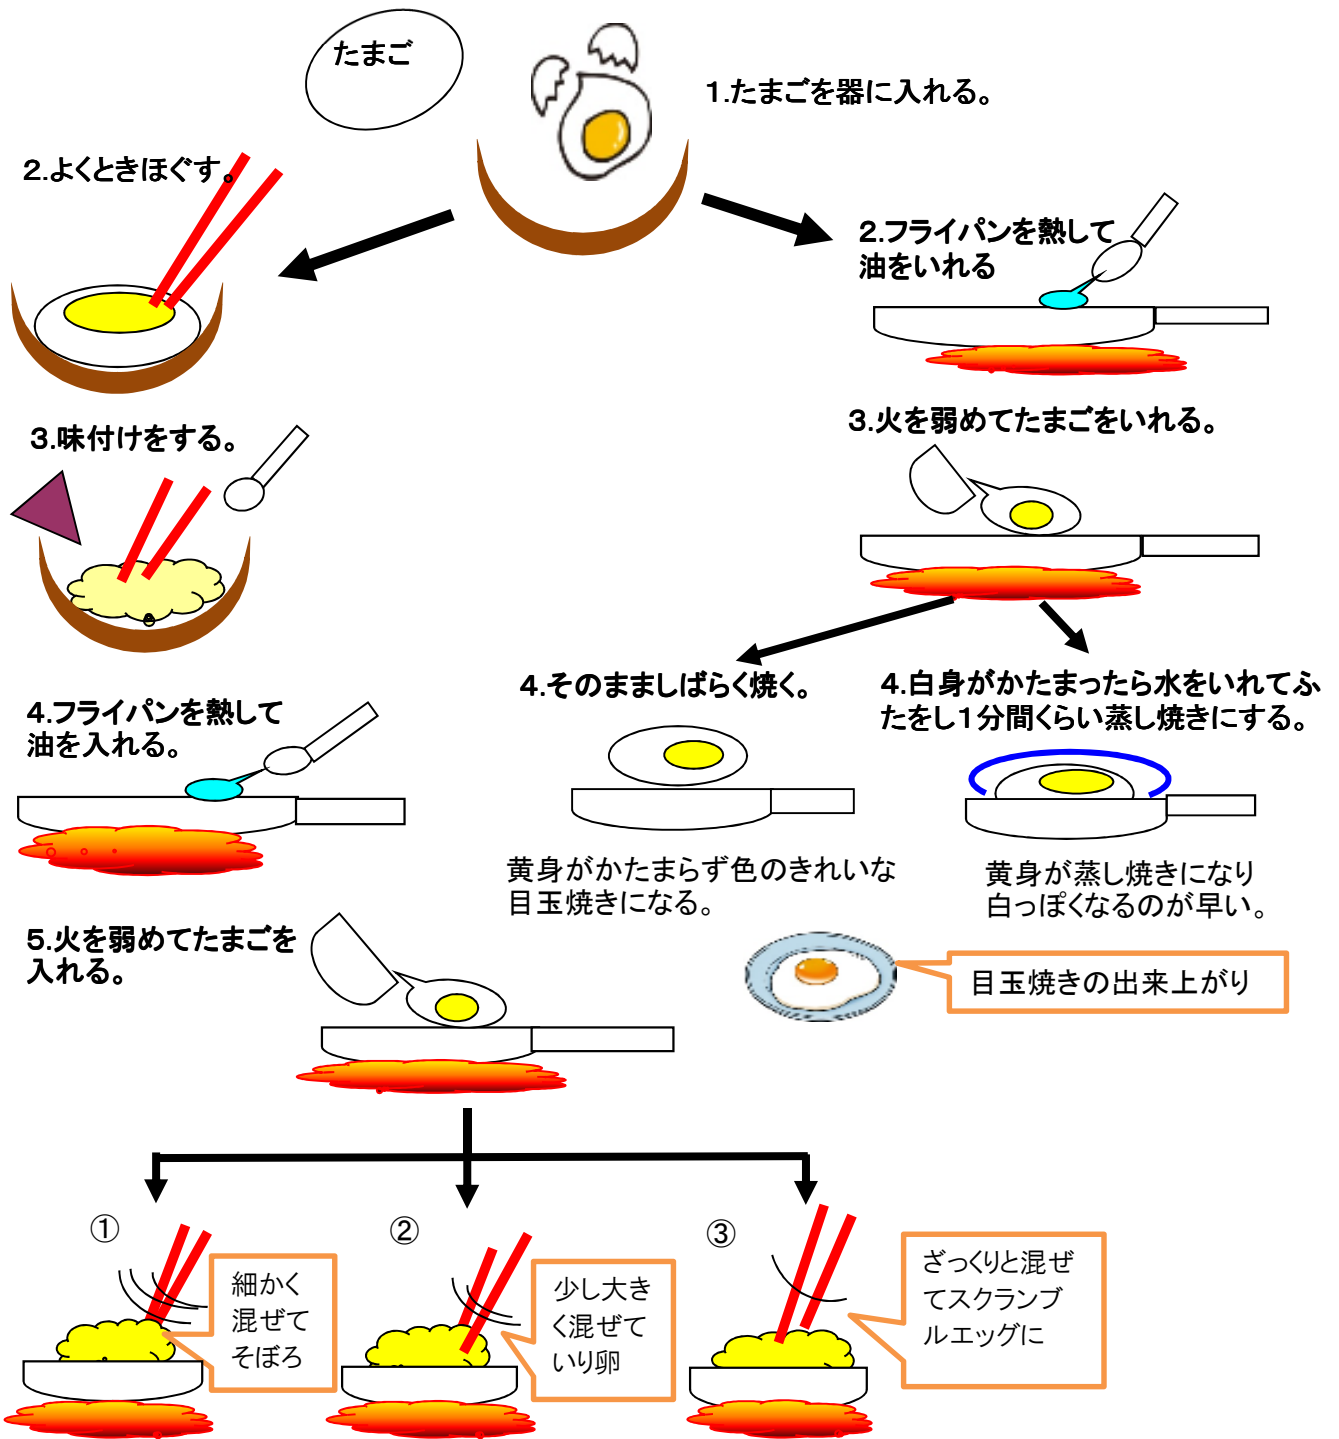 たまご
1.たまごを器に入れる。
2.よくときほぐす。
3.味付けをする。
4.フライパンを熱して
油を入れる。
5.火を弱めてたまごを
入れる。
①
細かく
混ぜて
そぼろ
②
少し大き
く混ぜて
いり卵
③
ざっくりと混ぜ
てスクランブ
ルエッグに
2.フライパンを熱して
油をいれる
3.火を弱めてたまごをいれる。
4.そのまましばらく焼く。
黄身がかたまらず色のきれいな
目玉焼きになる。
4.白身がかたまったら水をいれてふ
たをし1分間くらい蒸し焼きにする。
黄身が蒸し焼きになり
白っぽくなるのが早い。
目玉焼きの出来上がり